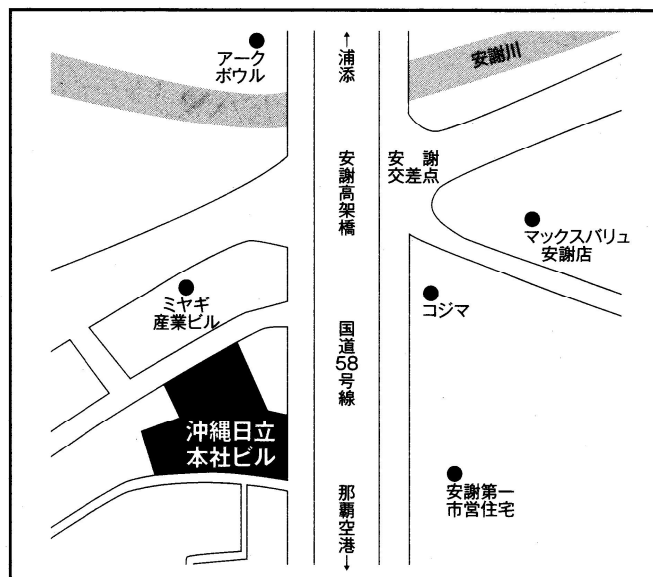 アーク
ボウル
←浦添
安謝川
安謝高架橋
安謝
交差点
マックスバリュ
安謝店
ミヤギ
産業ビル
コジマ
国道58号線
沖縄日立
本社ビル
安謝第一
市営住宅
那覇空港→